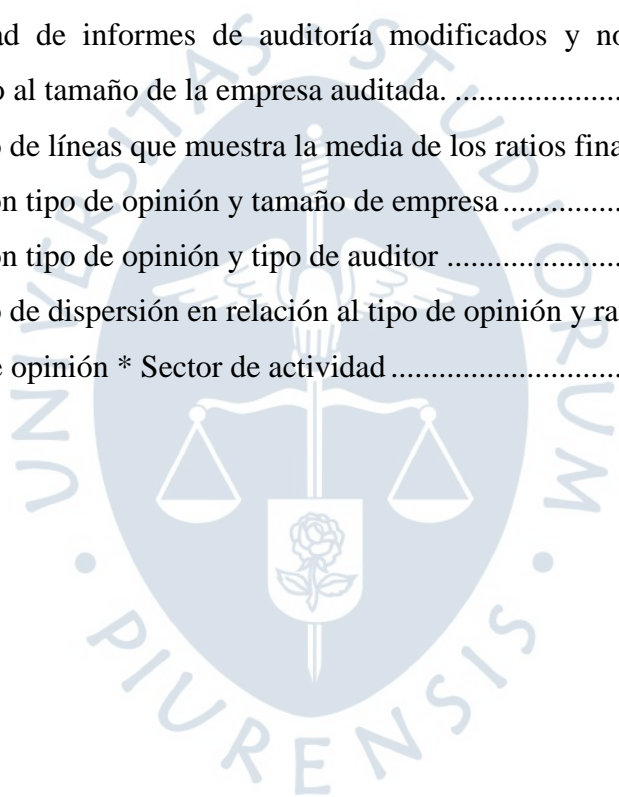 ad de informes de auditoría modificados y no
o al tamaño de la empresa auditada. ....................
o de líneas que muestra la media de los ratios fina
ón tipo de opinión y tamaño de empresa....................
ón tipo de opinión y tipo de auditor ....................
o de dispersión en relación al tipo de opinión y ra
e opinión * Sector de actividad....................
UNIVERSITAS STUDIORUM
PIURENSIS